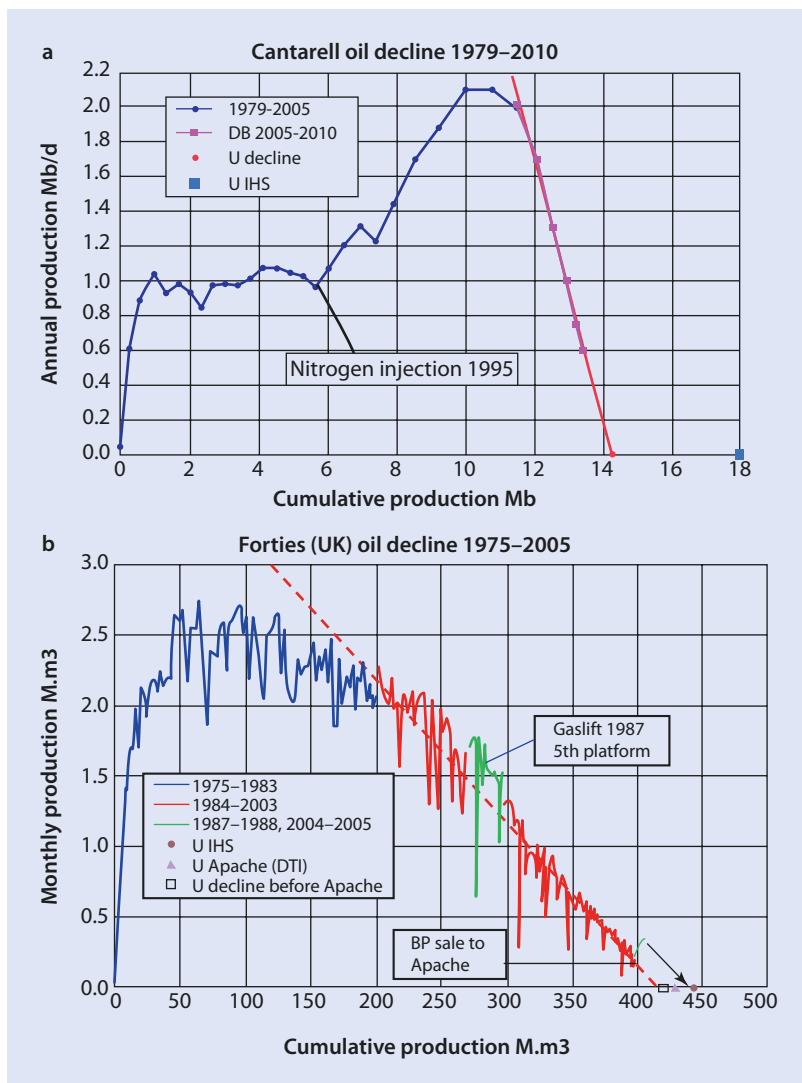 a
Cantarell oil decline 1979–2010
Annual production Mb/d
2.2
2.0
1.8
1.6
1.4
1.2
1.0
0.8
0.6
0.4
0.2
0.0
1979-2005
DB 2005-2010
U decline
U IHS
Nitrogen injection 1995
0 2 4 6 8 10 12 14 16 18
Cumulative production Mb
b
Forties (UK) oil decline 1975–2005
Monthly production M.m3
3.0
2.5
2.0
1.5
1.0
0.5
0.0
Gaslift 1987
5th platform
1975–1983
1984–2003
1987–1988, 2004–2005
U IHS
U Apache (DTI)
U decline before Apache
BP sale to
Apache
0 50 100 150 200 250 300 350 400 450 500
Cumulative production M.m3